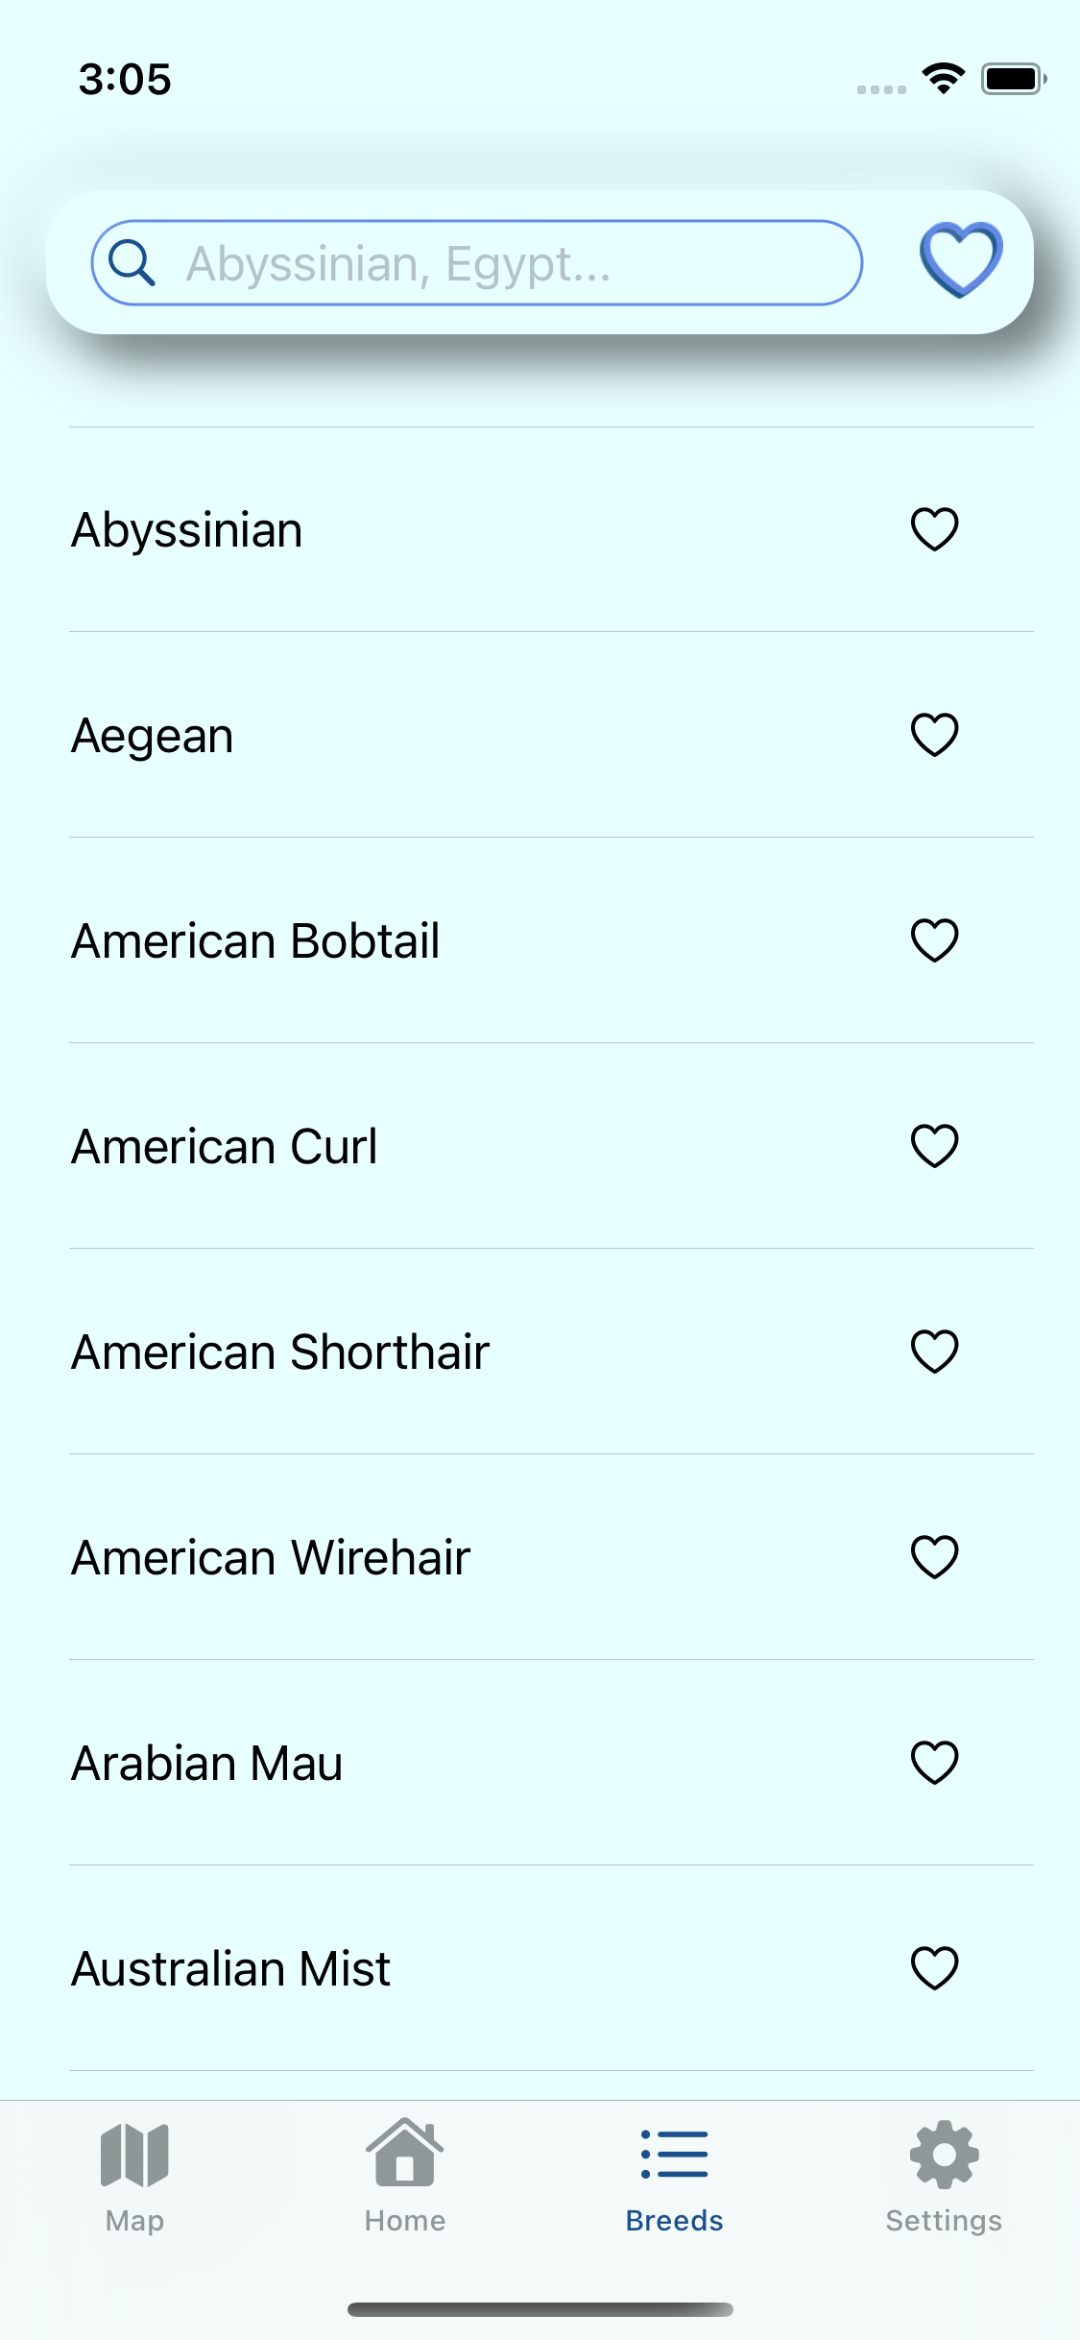 3:05
Abyssinian, Egypt...
Abyssinian
Aegean
American Bobtail
American Curl
American Shorthair
American Wirehair
Arabian Mau
Australian Mist
Map
Home
Breeds
Settings